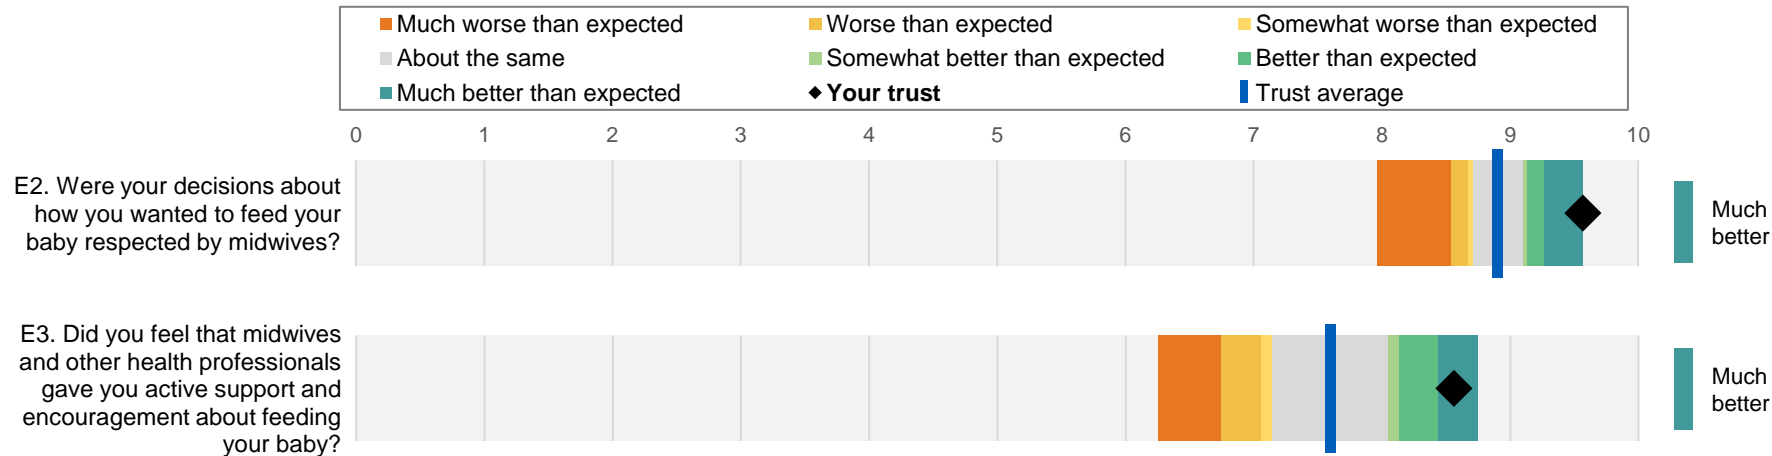 Much worse than expected Worse than expected Somewhat worse than expected
About the same Somewhat better than expected Better than expected
Much better than expected Your trust Trust average
0 1 2 3 4 5 6 7 8 9 10
E2. Were your decisions about
how you wanted to feed your
baby respected by midwives?
Much
better
E3. Did you feel that midwives
and other health professionals
gave you active support and
encouragement about feeding
your baby?
Much
better